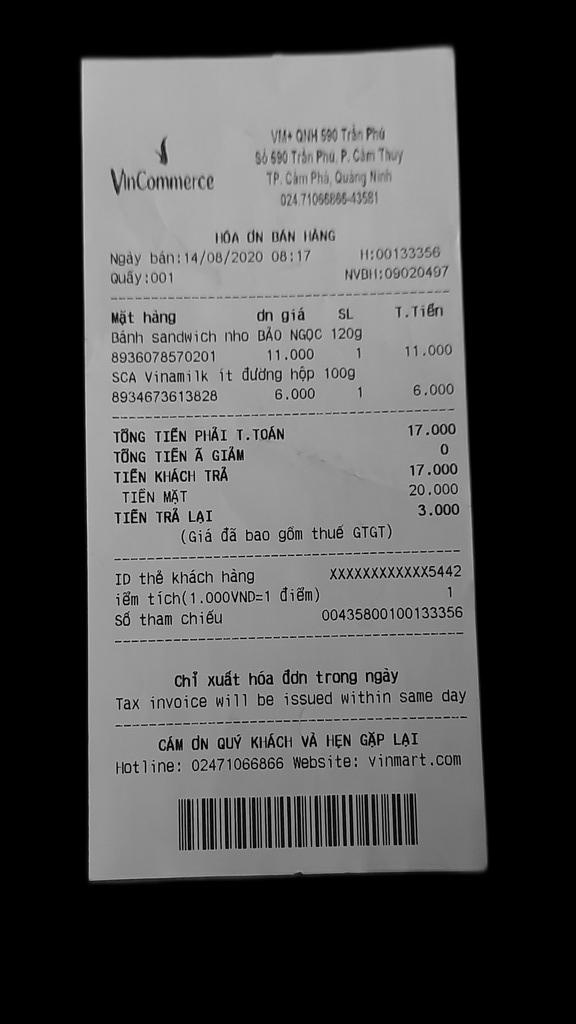 VinCommerce
VM+ QNH 590 Trần Phú
Số 590 Trần Phú, P. Cẩm Thủy
TP. Cẩm Phả, Quảng Ninh
024.71066866-43581
HÓA ƠN BÁN HÀNG
Ngày bán:14/08/2020 08:17 H:00133356
Quầy:001 NVBH:09020497
Mặt hàng ơn giá SL T.Tiền
Bánh sandwich nho BẢO NGỌC 120g
8936078570201 11.000 1 11.000
SCA Vinamilk ít đường hộp 100g
8934673613828 6.000 1 6.000
TỔNG TIỀN PHẢI T.TOÁN 17.000
TỔNG TIỀN Ã GIẢM 0
TIỀN KHÁCH TRẢ 17.000
TIỀN MẶT 20.000
TIỀN TRẢ LẠI 3.000
(Giá đã bao gồm thuế GTGT)
ID thẻ khách hàng XXXXXXXXXXXX5442
iểm tích(1.000VND=1 điểm) 1
Số tham chiếu 00435800100133356
Chỉ xuất hóa đơn trong ngày
Tax invoice will be issued within same day
CẢM ƠN QUÝ KHÁCH VÀ HẸN GẶP LẠI
Hotline: 02471066866 Website: vinmart.com